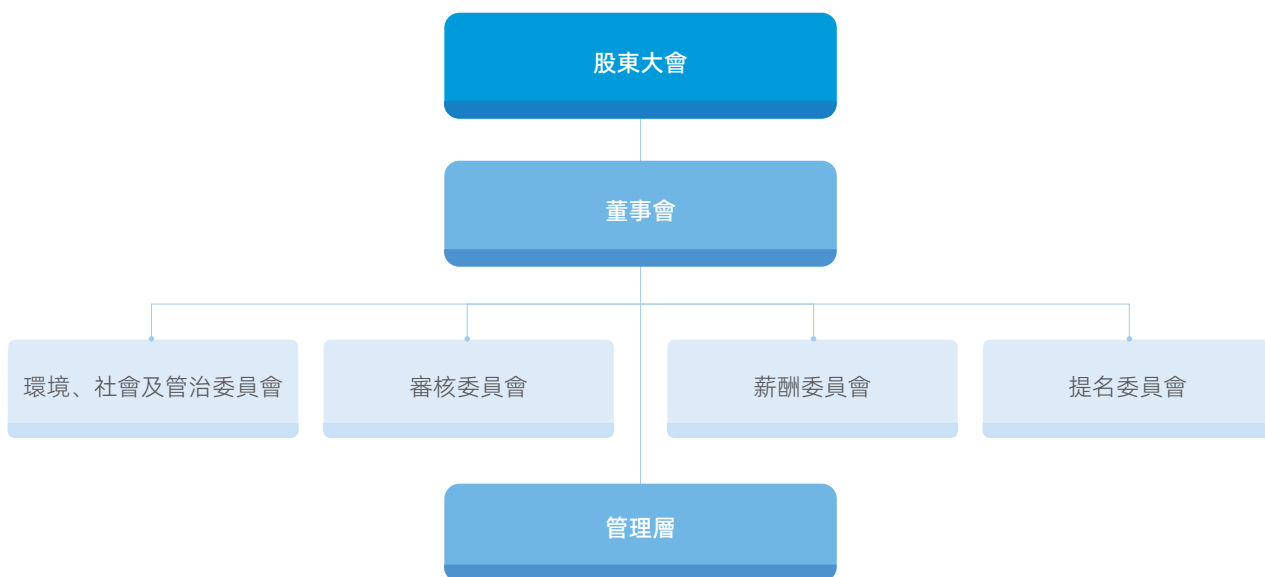 股東大會
董事會
環境、社會及管治委員會
審核委員會
薪酬委員會
提名委員會
管理層